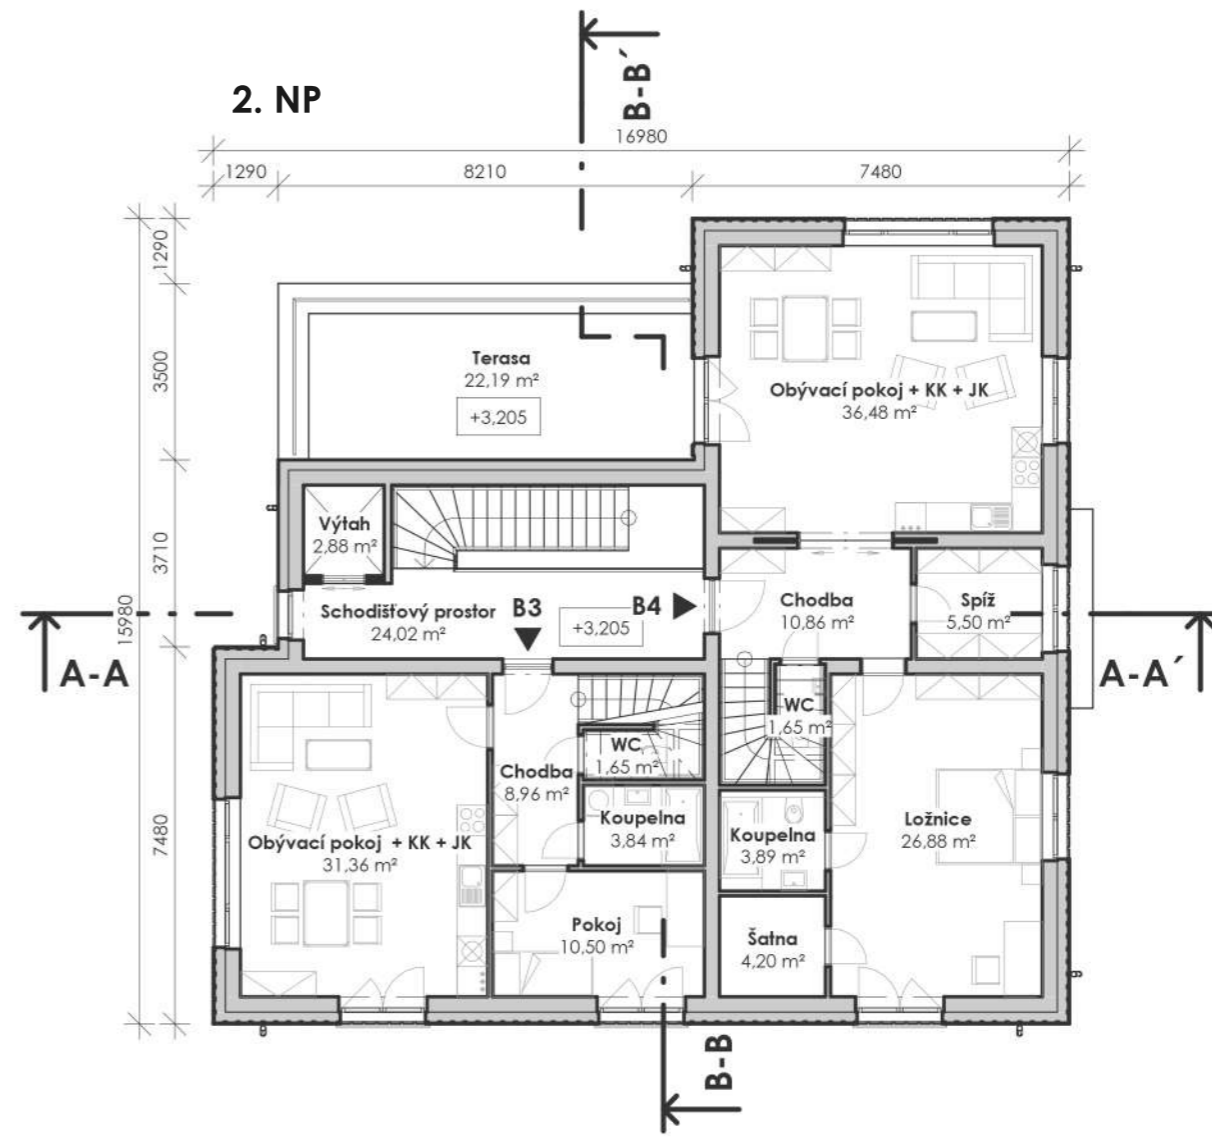 2. NP
B-B´
16980
1290
8210
7480
1290
3500
3710
7480
15980
Terasa
22,19 m²
+3,205
Obývací pokoj + KK + JK
36,48 m²
Výtah
2,88 m²
Schodišťový prostor
24,02 m²
B3
+3,205
B4
Chodba
10,86 m²
Spíž
5,50 m²
A-A
A-A´
WC
1,65 m²
WC
1,65 m²
Chodba
8,96 m²
Koupelna
3,84 m²
Koupelna
3,89 m²
Ložnice
26,88 m²
Obývací pokoj + KK + JK
31,36 m²
Pokoj
10,50 m²
Šatna
4,20 m²
B-B